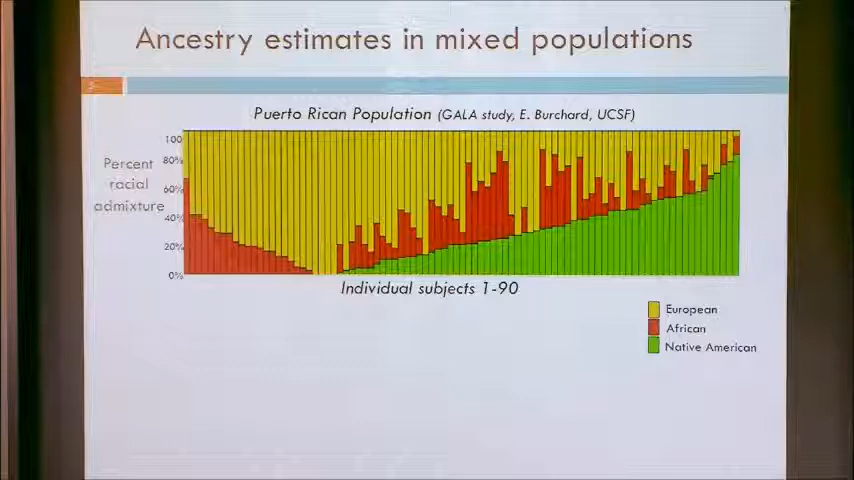 Ancestry estimates in mixed populations
5
Puerto Rican Population (GALA study, E. Burchard, UCSF)
Percent
racial
admixture
100
80%
60%
40%
20%
0%
Individual subjects 1-90
European
African
Native American